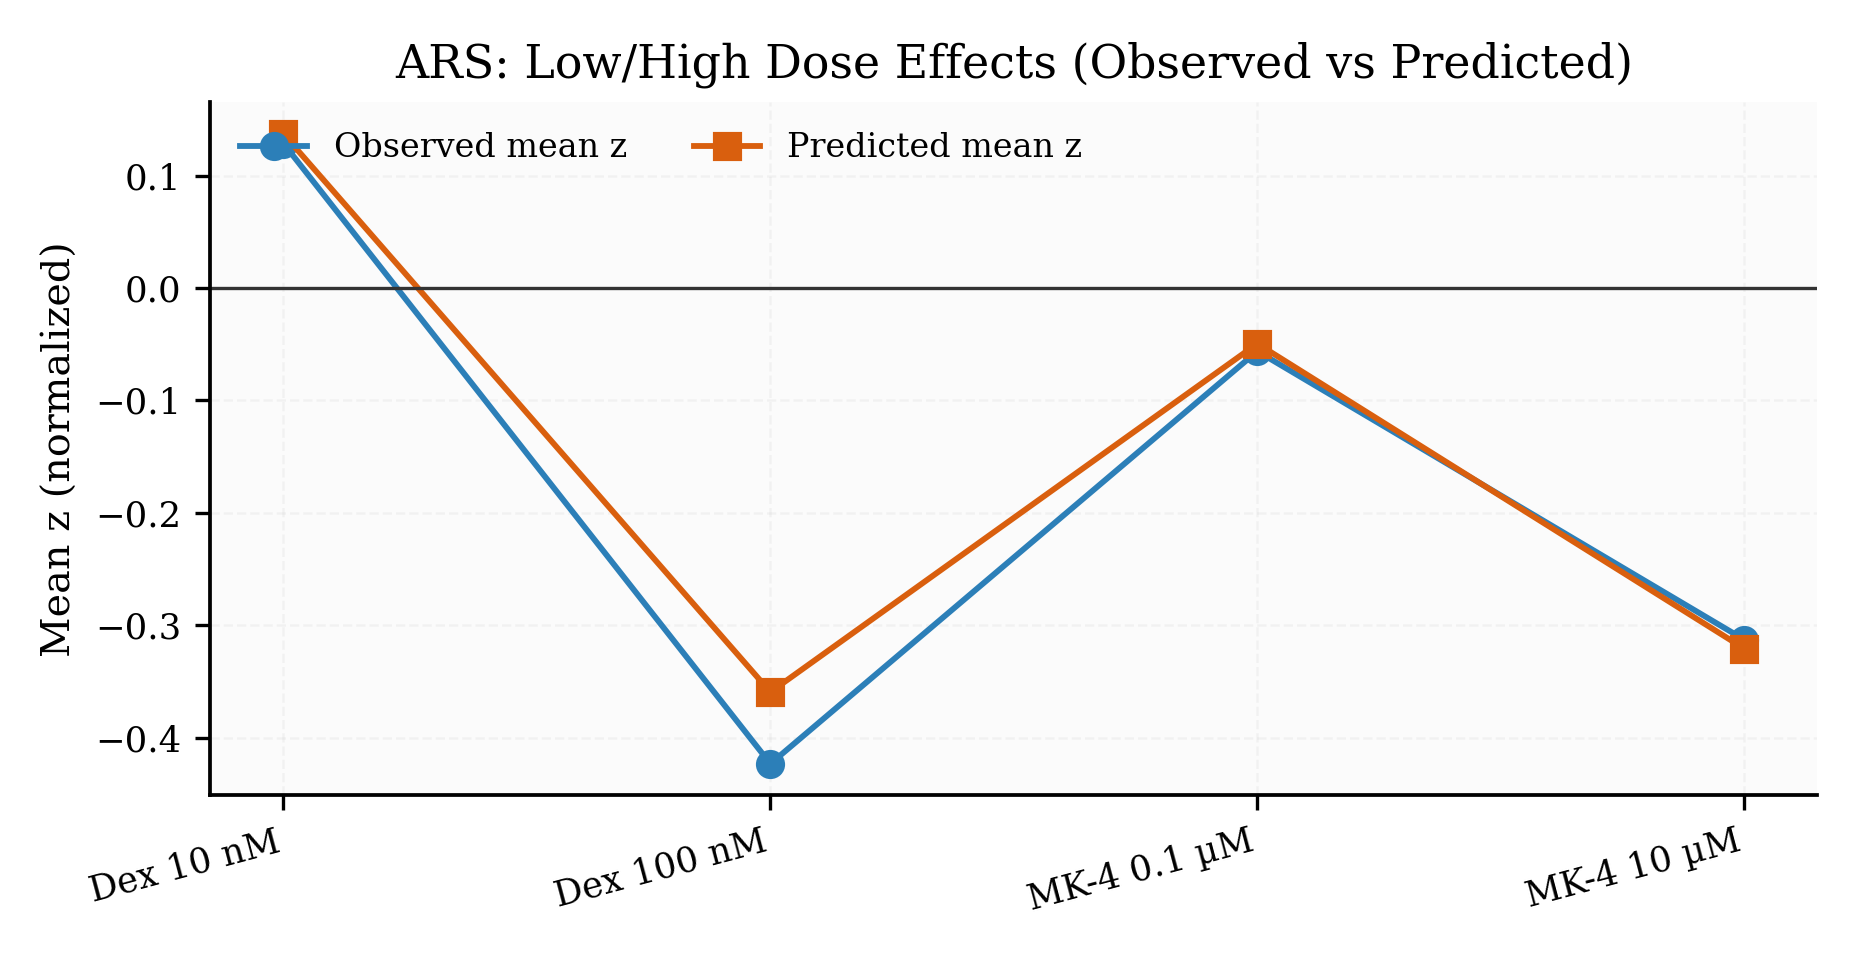 ARS: Low/High Dose Effects (Observed vs Predicted)
Observed mean z
Predicted mean z
Mean z (normalized)
0.1
0.0
−0.1
−0.2
−0.3
−0.4
Dex 10 nM
Dex 100 nM
MK-4 0.1 µM
MK-4 10 µM